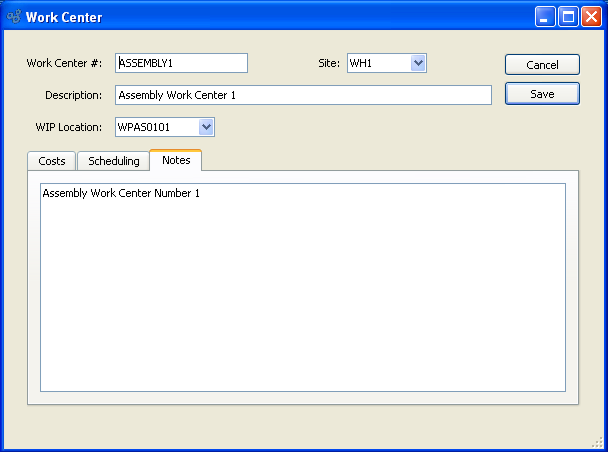 Work Center
Work Center #: ASSEMBLY1 Site: WH1 Cancel
Description: Assembly Work Center 1 Save
WIP Location: WPAS0101
Costs Scheduling Notes
Assembly Work Center Number 1